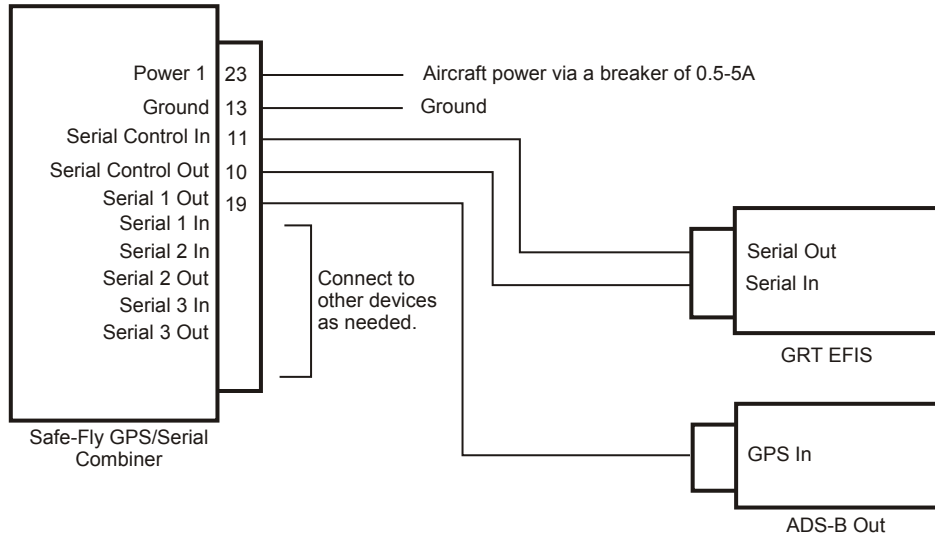 Power 1 23 Aircraft power via a breaker of 0.5-5A
Ground 13 Ground
Serial Control In 11
Serial Control Out 10
Serial 1 Out 19
Serial 1 In
Serial 2 In
Serial 2 Out
Serial 3 In
Serial 3 Out
Connect to
other devices
as needed.
Safe-Fly GPS/Serial
Combiner
Serial Out
Serial In
GRT EFIS
GPS In
ADS-B Out